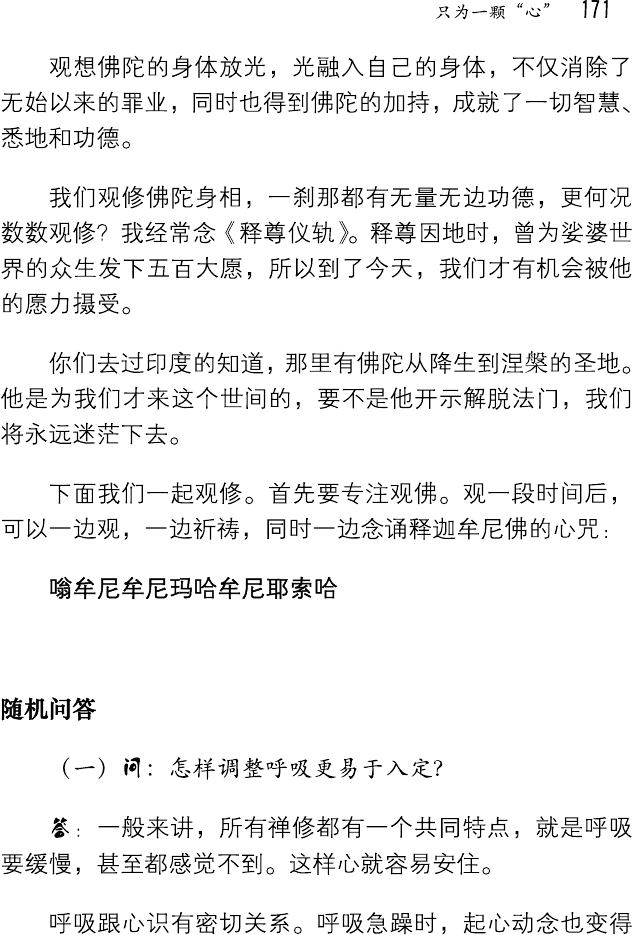 只为一颗“心” 171
观想佛陀的身体放光，光融入自己的身体，不仅消除了
无始以来的罪业，同时也得到佛陀的加持，成就了一切智慧、
悉地和功德。
我们观修佛陀身相，一刹那都有无量无边功德，更何况
数数观修？我经常念《释尊仪轨》。释尊因地时，曾为娑婆世
界的众生发下五百大愿，所以到了今天，我们才有机会被他
的愿力摄受。
你们去过印度的知道，那里有佛陀从降生到涅槃的圣地。
他是为我们才来这个世间的，要不是他开示解脱法门，我们
将永远迷茫下去。
下面我们一起观修。首先要专注观佛。观一段时间后，
可以一边观，一边祈祷，同时一边念诵释迦牟尼佛的心咒：
嗡牟尼牟尼玛哈牟尼耶索哈
随机问答
（一）问：怎样调整呼吸更易于入定？
答：一般来讲，所有禅修都有一个共同特点，就是呼吸
要缓慢，甚至都感觉不到。这样心就容易安住。
呼吸跟心识有密切关系。呼吸急躁时，起心动念也变得